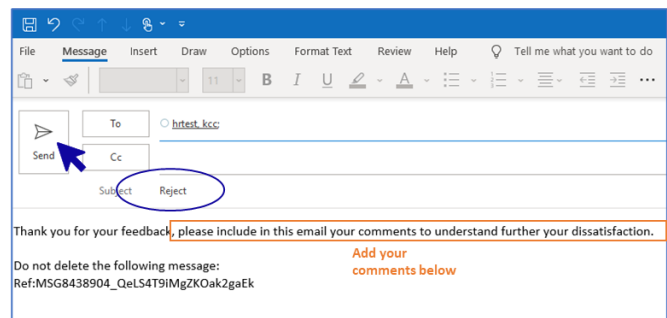 File Message Insert Draw Options Format Text Review Help Tell me what you want to do
11 B I U A
To hrtest, kcc;
Send Cc
Subject Reject
Thank you for your feedback, please include in this email your comments to understand further your dissatisfaction.
Add your
comments below
Do not delete the following message:
Ref:MSG8438904_QeLS4T9iMgZKOak2gaEk